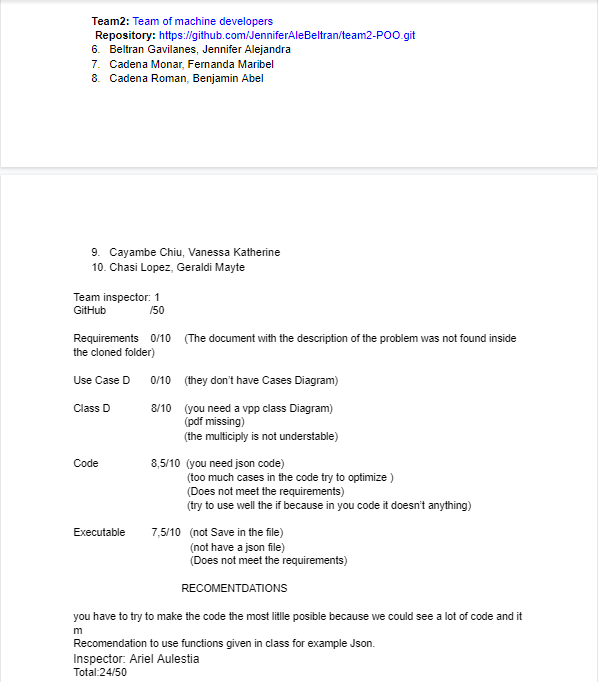 Team2: Team of machine developers
Repository: https://github.com/JenniferAleBeltran/team2-POO.git
6. Beltran Gavilanes, Jennifer Alejandra
7. Cadena Monar, Fernanda Maribel
8. Cadena Roman, Benjamin Abel
9. Cayambe Chiu, Vanessa Katherine
10. Chasi Lopez, Geraldi Mayte
Team inspector: 1
GitHub /50
Requirements 0/10 (The document with the description of the problem was not found inside
the cloned folder)
Use Case D 0/10 (they don't have Cases Diagram)
Class D 8/10 (you need a vpp class Diagram)
(pdf missing)
(the multiciply is not understable)
Code 8,5/10 (you need json code)
(too much cases in the code try to optimize )
(Does not meet the requirements)
(try to use well the if because in you code it doesn't anything)
Executable 7,5/10 (not Save in the file)
(not have a json file)
(Does not meet the requirements)
RECOMENTDATIONS
you have to try to make the code the most litlle posible because we could see a lot of code and it
m
Recomendation to use functions given in class for example Json.
Inspector: Ariel Aulestia
Total:24/50